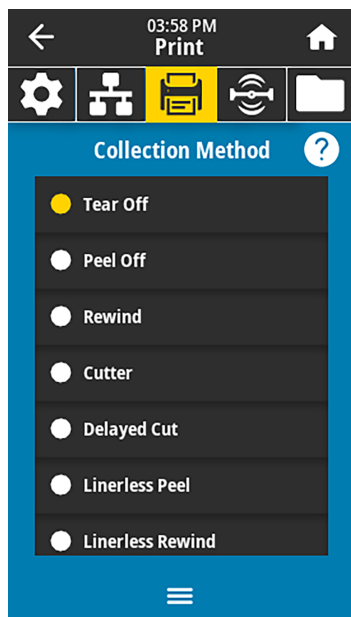 03:58 PM
Print
Collection Method
?
Tear Off
Peel Off
Rewind
Cutter
Delayed Cut
Linerless Peel
Linerless Rewind